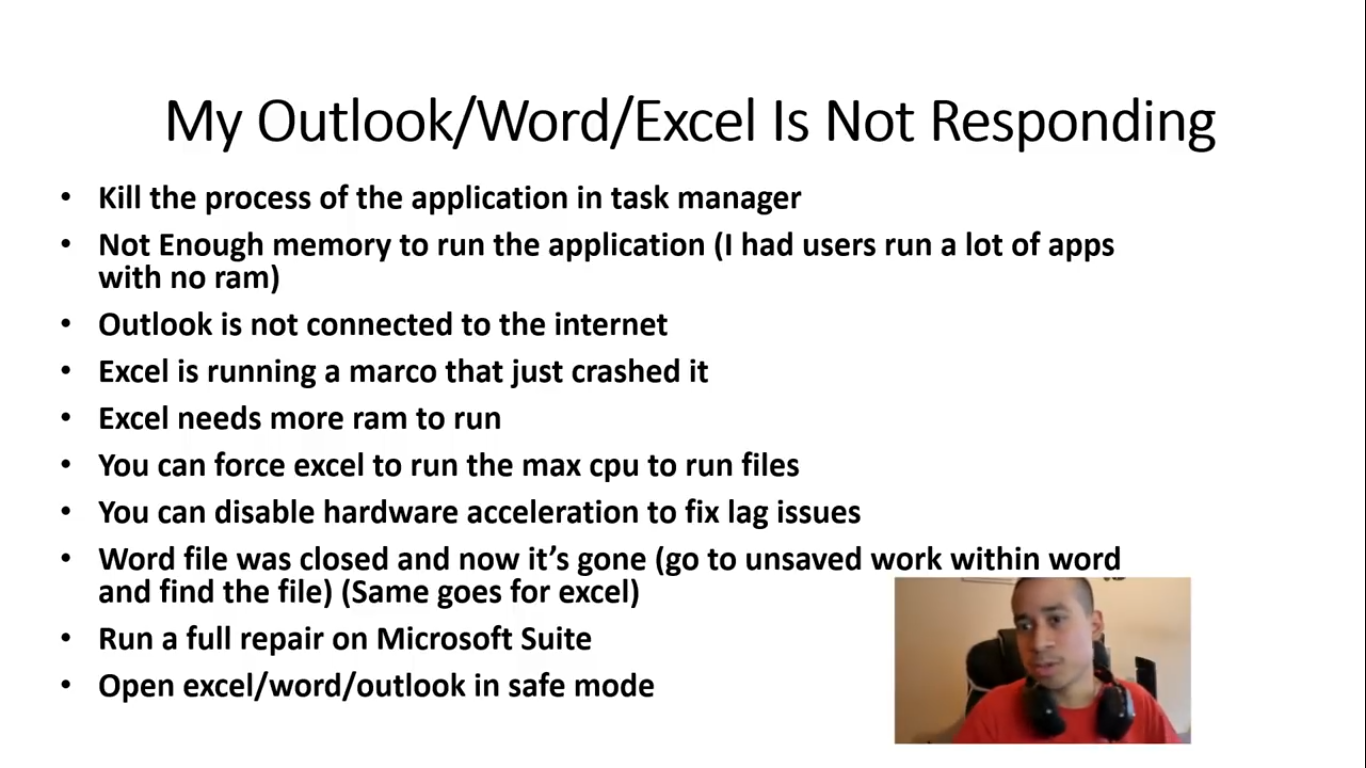 My Outlook/Word/Excel Is Not Responding
• Kill the process of the application in task manager
• Not Enough memory to run the application (I had users run a lot of apps
with no ram)
• Outlook is not connected to the internet
• Excel is running a marco that just crashed it
• Excel needs more ram to run
• You can force excel to run the max cpu to run files
• You can disable hardware acceleration to fix lag issues
• Word file was closed and now it’s gone (go to unsaved work within word
and find the file) (Same goes for excel)
• Run a full repair on Microsoft Suite
• Open excel/word/outlook in safe mode